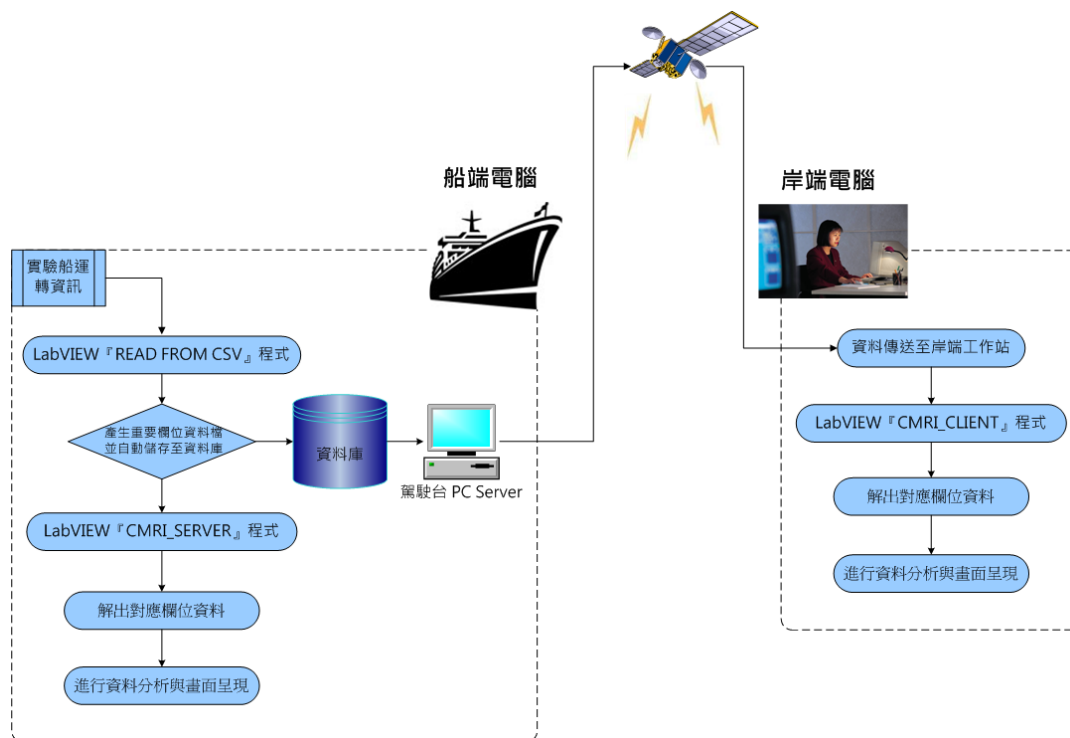 船端電腦
岸端電腦
實驗船運
轉資訊
LabVIEW『READ FROM CSV』程式
產生重要欄位資料檔
並自動儲存至資料庫
資料庫
駕駛台 PC Server
LabVIEW『CMRI_SERVER』程式
解出對應欄位資料
進行資料分析與畫面呈現
資料傳送至岸端工作站
LabVIEW『CMRI_CLIENT』程式
解出對應欄位資料
進行資料分析與畫面呈現